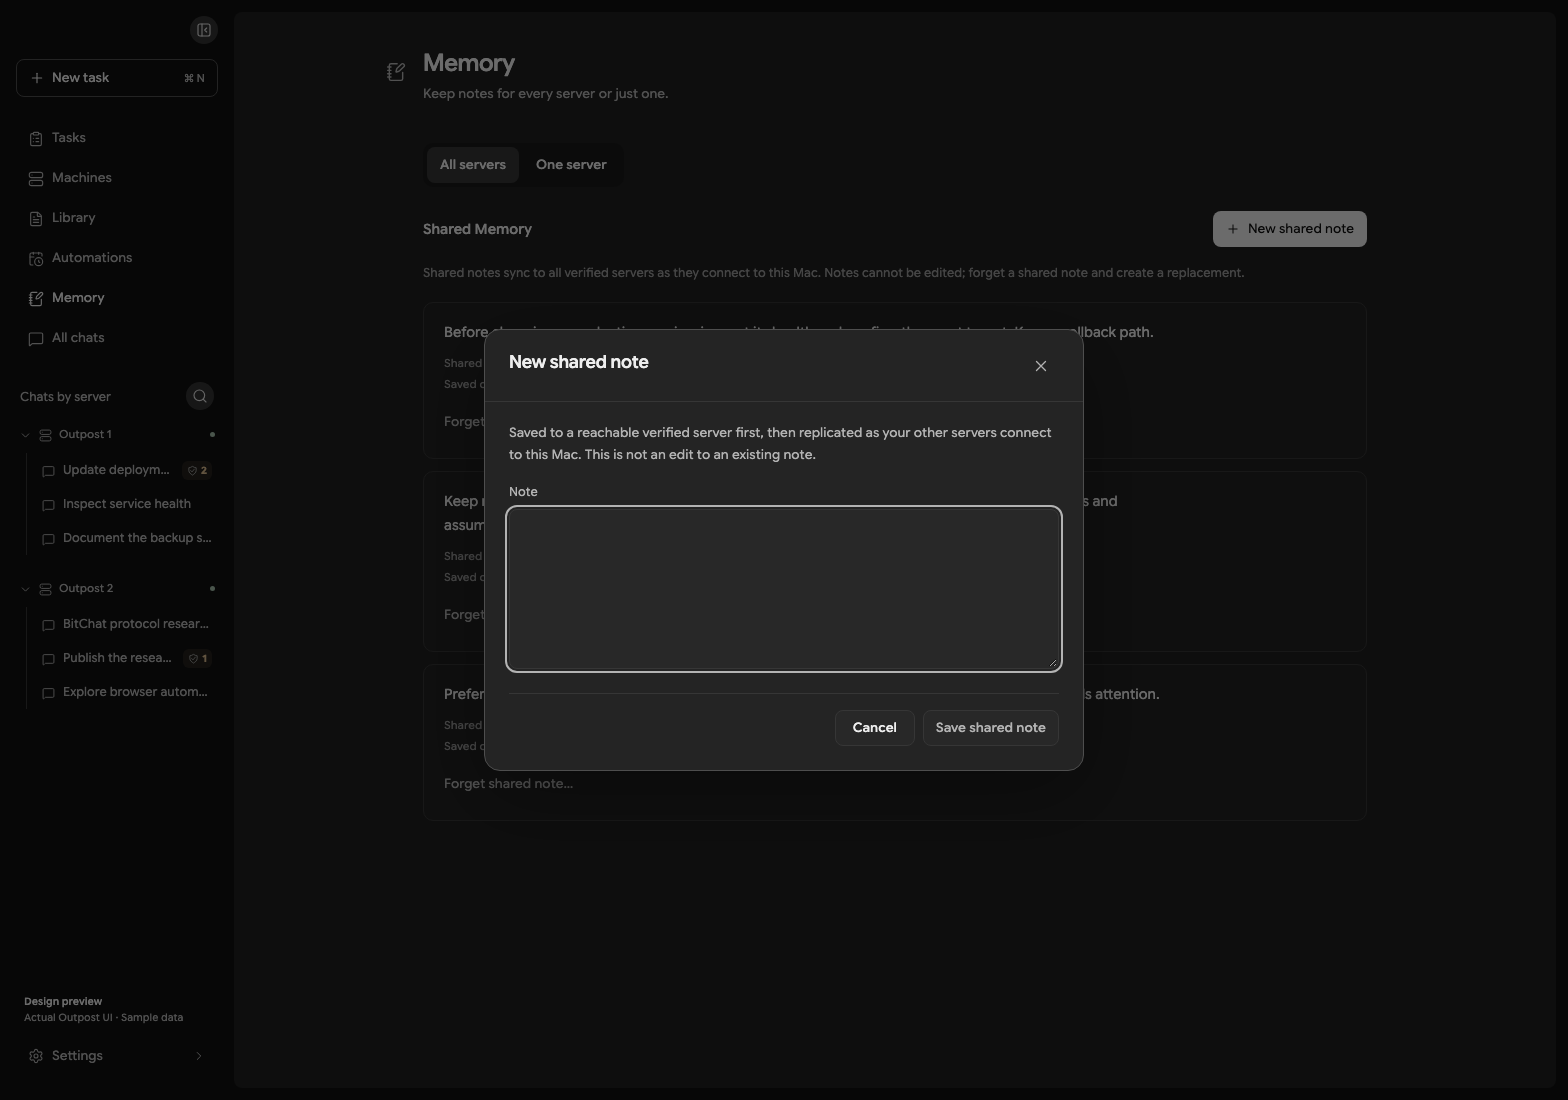 New task
⌘ N
Tasks
Machines
Library
Automations
Memory
All chats
Chats by server
Outpost 1
Update deploym... 2
Inspect service health
Document the backup s...
Outpost 2
BitChat protocol resear...
Publish the resea... 1
Explore browser autom...
Design preview
Actual Outpost UI · Sample data
Settings
Memory
Keep notes for every server or just one.
All servers
One server
Shared Memory
New shared note
Shared notes sync to all verified servers as they connect to this Mac. Notes cannot be edited; forget a shared note and create a replacement.
Before
path.
Shared
Saved
Forget
Keep
and
Shared
Saved
Forget
Prefer
attention.
Shared
Saved
Forget shared note...
New shared note
Saved to a reachable verified server first, then replicated as your other servers connect
to this Mac. This is not an edit to an existing note.
Note
Cancel
Save shared note